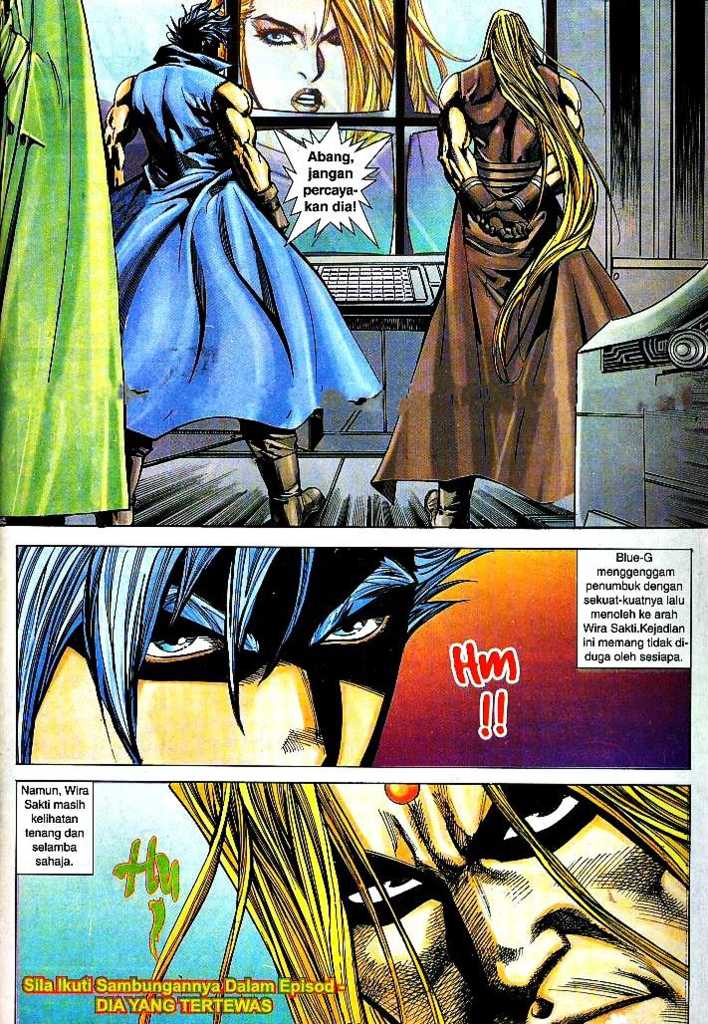 Abang,
jangan
percaya-
kan dia!
Blue-G
menggenggam
penumbuk dengan
sekuat-kuatnya lalu
menoleh ke arah
Wira Sakti.Kejadian
ini memang tidak di-
duga oleh sesiapa.
Hm
!!
Namun, Wira
Sakti masih
kelihatan
tenang dan
selamba
sahaja.
Hm
!
Sila Ikuti Sambungannya Dalam Episod -
DIA YANG TERTEWAS